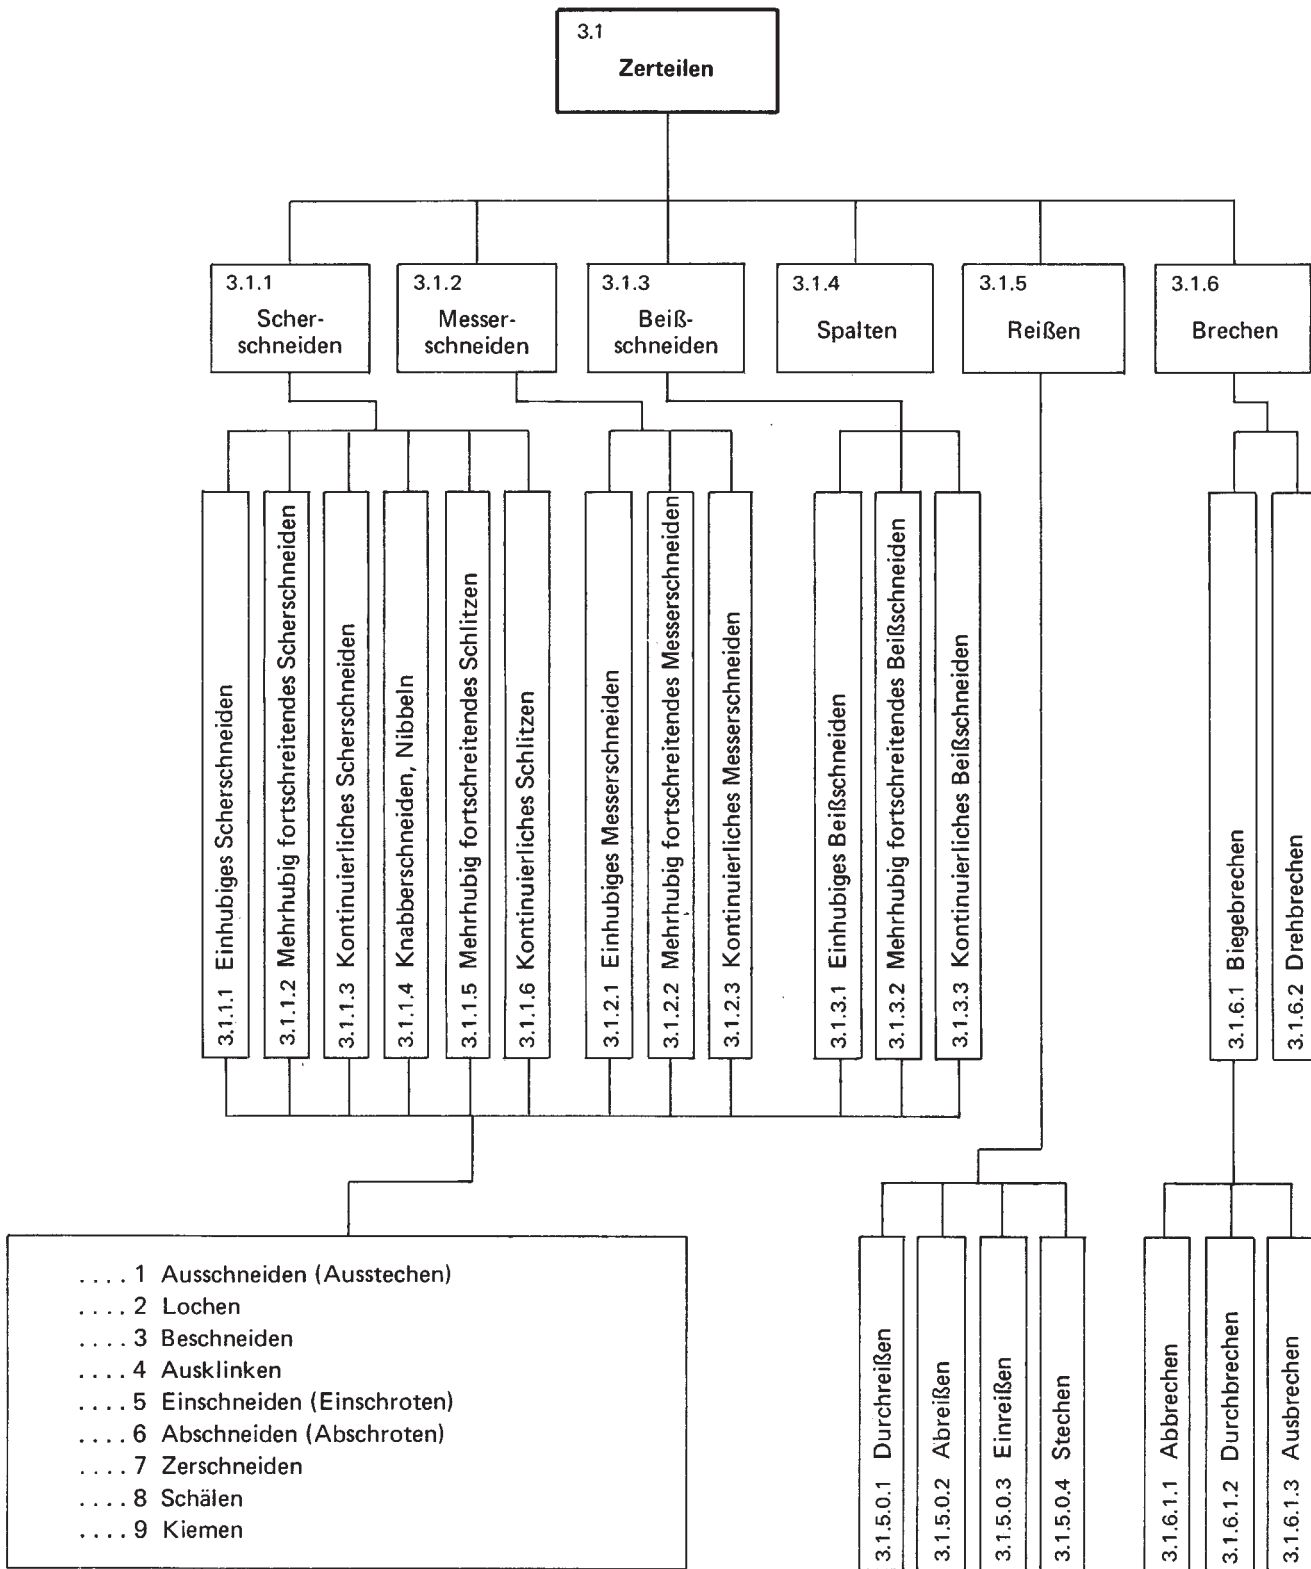 3.1
Zerteilen
3.1.1
Scher-
schneiden
3.1.2
Messer-
schneiden
3.1.3
Beiß-
schneiden
3.1.4
Spalten
3.1.5
Reißen
3.1.6
Brechen
3.1.1.1 Einhubiges Scherschneiden
3.1.1.2 Mehrhubig fortschreitendes Scherschneiden
3.1.1.3 Kontinuierliches Scherschneiden
3.1.1.4 Knabberschneiden, Nibbeln
3.1.1.5 Mehrhubig fortschreitendes Schlitzen
3.1.1.6 Kontinuierliches Schlitzen
3.1.2.1 Einhubiges Messerschneiden
3.1.2.2 Mehrhubig fortschreitendes Messerschneiden
3.1.2.3 Kontinuierliches Messerschneiden
3.1.3.1 Einhubiges Beißschneiden
3.1.3.2 Mehrhubig fortschreitendes Beißschneiden
3.1.3.3 Kontinuierliches Beißschneiden
3.1.6.1 Biegebrechen
3.1.6.2 Drehbrechen
. . . . 1 Ausschneiden (Ausstechen)
. . . . 2 Lochen
. . . . 3 Beschneiden
. . . . 4 Ausklinken
. . . . 5 Einschneiden (Einschroten)
. . . . 6 Abschneiden (Abschroten)
. . . . 7 Zerschneiden
. . . . 8 Schälen
. . . . 9 Kiemen
3.1.5.0.1 Durchreißen
3.1.5.0.2 Abreißen
3.1.5.0.3 Einreißen
3.1.5.0.4 Stechen
3.1.6.1.1 Abbrechen
3.1.6.1.2 Durchbrechen
3.1.6.1.3 Ausbrechen